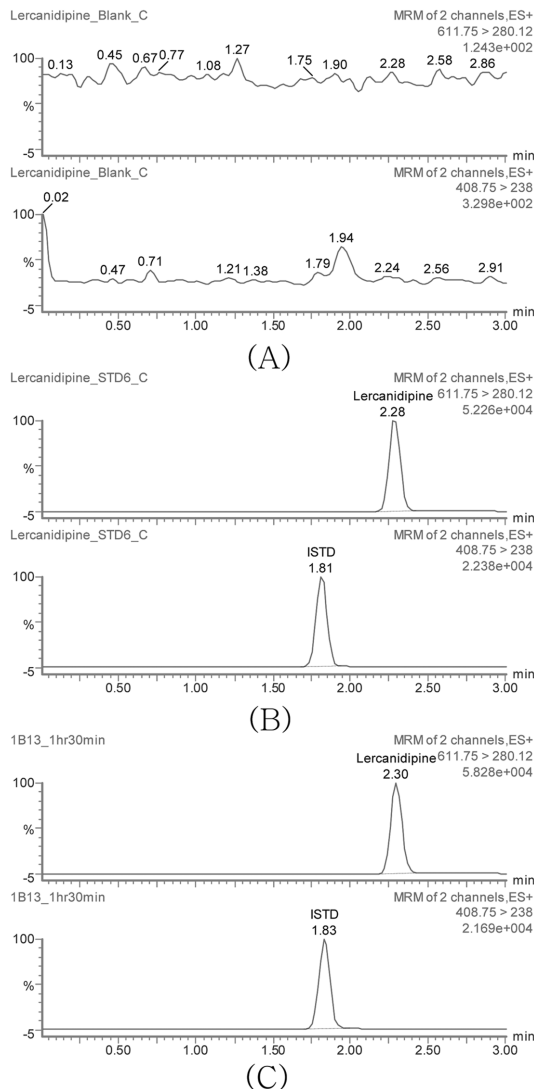 Lercanidipine_Blank_C
MRM of 2 channels,ES+
611.75 > 280.12
1.243e+002
100
0.13
0.45
0.67
0.77
1.08
1.27
1.75
1.90
2.28
2.58
2.86
%
-5
min
Lercanidipine_Blank_C
MRM of 2 channels,ES+
408.75 > 238
3.298e+002
0.02
100
0.47
0.71
1.21
1.38
1.79
1.94
2.24
2.56
2.91
%
-5
min
0.50 1.00 1.50 2.00 2.50 3.00
(A)
Lercanidipine_STD6_C
MRM of 2 channels,ES+
Lercanidipine 611.75 > 280.12
2.28
5.226e+004
100
%
-5
min
Lercanidipine_STD6_C
MRM of 2 channels,ES+
ISTD
408.75 > 238
1.81
2.238e+004
100
%
-5
min
0.50 1.00 1.50 2.00 2.50 3.00
(B)
1B13_1hr30min
MRM of 2 channels,ES+
Lercanidipine 611.75 > 280.12
2.30
5.828e+004
100
%
-5
min
1B13_1hr30min
MRM of 2 channels,ES+
ISTD
408.75 > 238
1.83
2.169e+004
100
%
-5
min
0.50 1.00 1.50 2.00 2.50 3.00
(C)